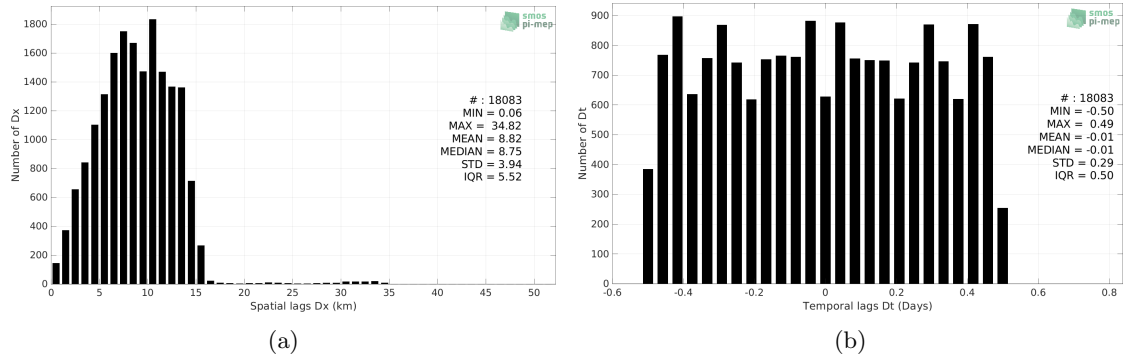 smos
pi-mep
1800
1600
1400
1200
1000
800
600
400
200
0
Number of Dx
# : 18083
MIN = 0.06
MAX = 34.82
MEAN = 8.82
MEDIAN = 8.75
STD = 3.94
IQR = 5.52
0 5 10 15 20 25 30 35 40 45 50
Spatial lags Dx (km)
(a)
smos
pi-mep
900
800
700
600
500
400
300
200
100
0
Number of Dt
# : 18083
MIN = -0.50
MAX = 0.49
MEAN = -0.01
MEDIAN = -0.01
STD = 0.29
IQR = 0.50
-0.6 -0.4 -0.2 0 0.2 0.4 0.6 0.8
Temporal lags Dt (Days)
(b)